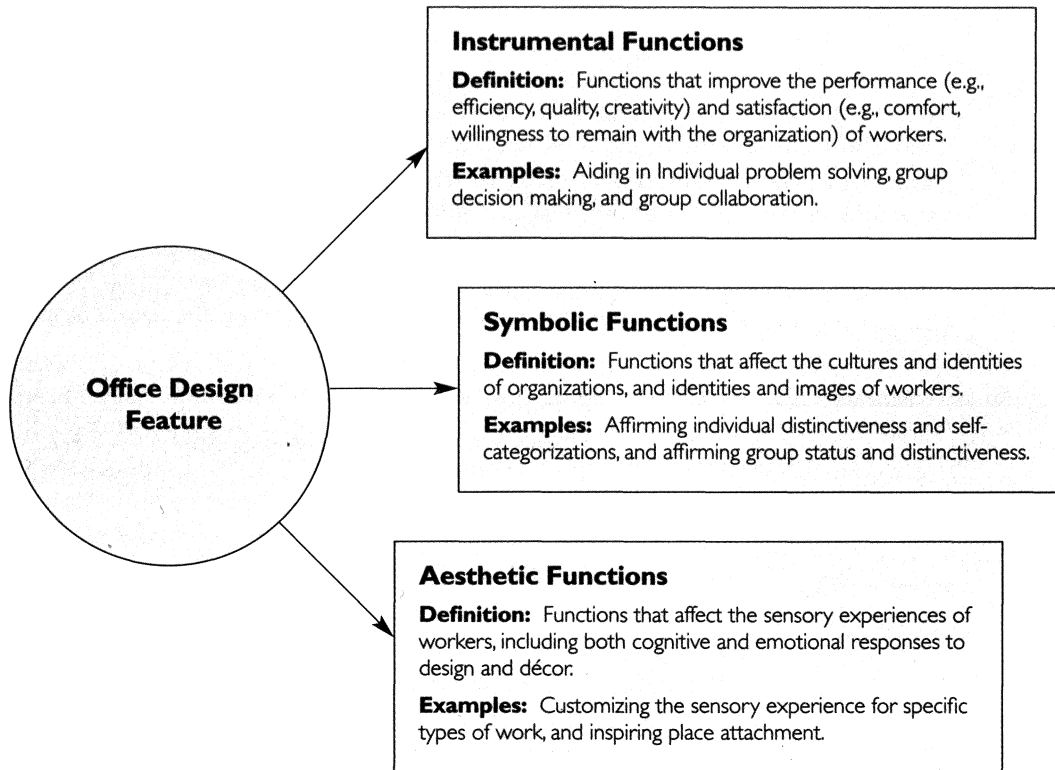 Instrumental Functions
Definition: Functions that improve the performance (e.g.,
efficiency, quality, creativity) and satisfaction (e.g., comfort,
willingness to remain with the organization) of workers.
Examples: Aiding in Individual problem solving, group
decision making, and group collaboration.
Office Design
Feature
Symbolic Functions
Definition: Functions that affect the cultures and identities
of organizations, and identities and images of workers.
Examples: Affirming individual distinctiveness and self-
categorizations, and affirming group status and distinctiveness.
Aesthetic Functions
Definition: Functions that affect the sensory experiences of
workers, including both cognitive and emotional responses to
design and décor.
Examples: Customizing the sensory experience for specific
types of work, and inspiring place attachment.